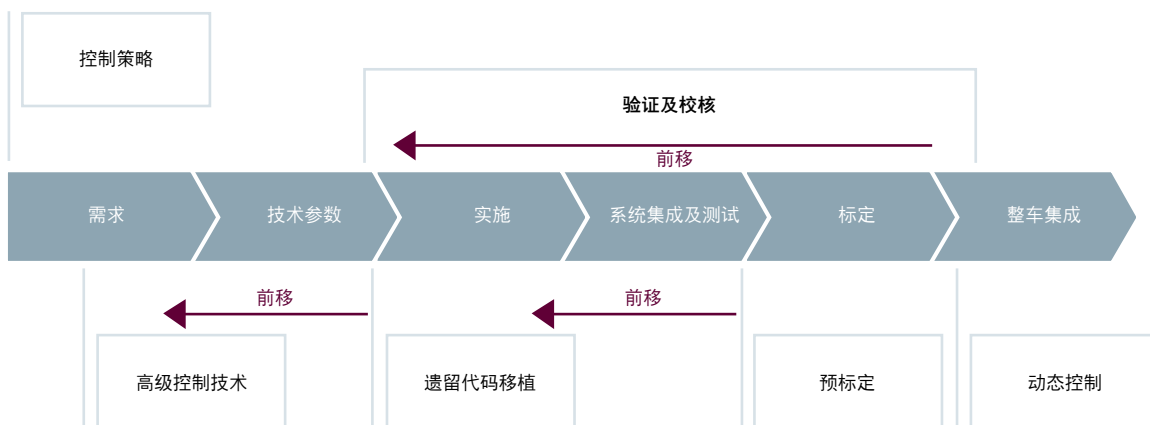 控制策略
验证及校核
前移
需求
技术参数
实施
系统集成及测试
标定
整车集成
前移
前移
高级控制技术
遗留代码移植
预标定
动态控制